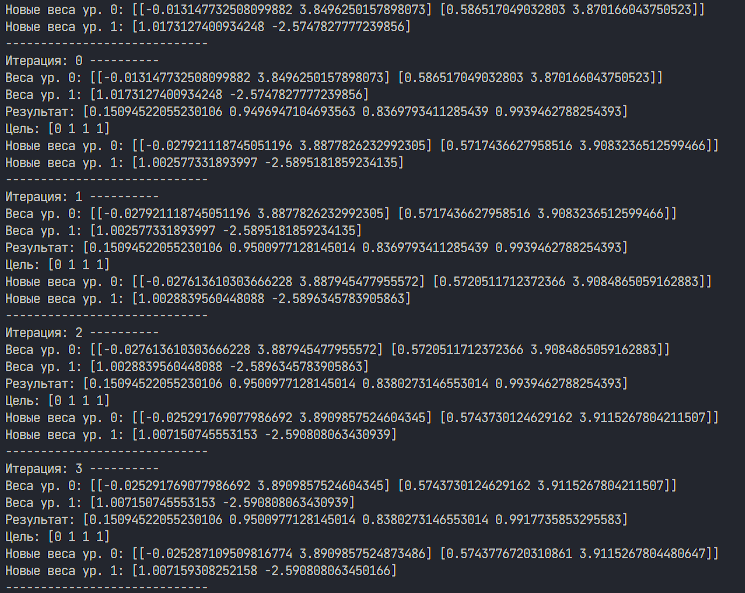 Новые веса ур. 0: [[-0.013147732508099882 3.8496250157898073] [0.586517049032803 3.870166043750523]]
Новые веса ур. 1: [1.0173127400934248 -2.5747827777239856]
-----------------------------
Итерация: 0 ----------
Веса ур. 0: [[-0.013147732508099882 3.8496250157898073] [0.586517049032803 3.870166043750523]]
Веса ур. 1: [1.0173127400934248 -2.5747827777239856]
Результат: [0.15094522055230106 0.9496947104693563 0.8369793411285439 0.9939462788254393]
Цель: [0 1 1 1]
Новые веса ур. 0: [[-0.027921118745051196 3.8877826232992305] [0.5717436627958516 3.9083236512599466]]
Новые веса ур. 1: [1.002577331893997 -2.5895181859234135]
-----------------------------
Итерация: 1 ----------
Веса ур. 0: [[-0.027921118745051196 3.8877826232992305] [0.5717436627958516 3.9083236512599466]]
Веса ур. 1: [1.002577331893997 -2.5895181859234135]
Результат: [0.15094522055230106 0.9500977128145014 0.8369793411285439 0.9939462788254393]
Цель: [0 1 1 1]
Новые веса ур. 0: [[-0.027613610303666228 3.887945477955572] [0.5720511712372366 3.9084865059162883]]
Новые веса ур. 1: [1.0028839560448088 -2.5896345783905863]
-----------------------------
Итерация: 2 ----------
Веса ур. 0: [[-0.027613610303666228 3.887945477955572] [0.5720511712372366 3.9084865059162883]]
Веса ур. 1: [1.0028839560448088 -2.5896345783905863]
Результат: [0.15094522055230106 0.9500977128145014 0.8380273146553014 0.9939462788254393]
Цель: [0 1 1 1]
Новые веса ур. 0: [[-0.025291769077986692 3.8909857524604345] [0.5743730124629162 3.9115267804211507]]
Новые веса ур. 1: [1.007150745553153 -2.590808063430939]
-----------------------------
Итерация: 3 ----------
Веса ур. 0: [[-0.025291769077986692 3.8909857524604345] [0.5743730124629162 3.9115267804211507]]
Веса ур. 1: [1.007150745553153 -2.590808063430939]
Результат: [0.15094522055230106 0.9500977128145014 0.8380273146553014 0.9917735853295583]
Цель: [0 1 1 1]
Новые веса ур. 0: [[-0.025287109509816774 3.8909857524873486] [0.5743776720310861 3.9115267804480647]]
Новые веса ур. 1: [1.007159308252158 -2.590808063450166]
-----------------------------